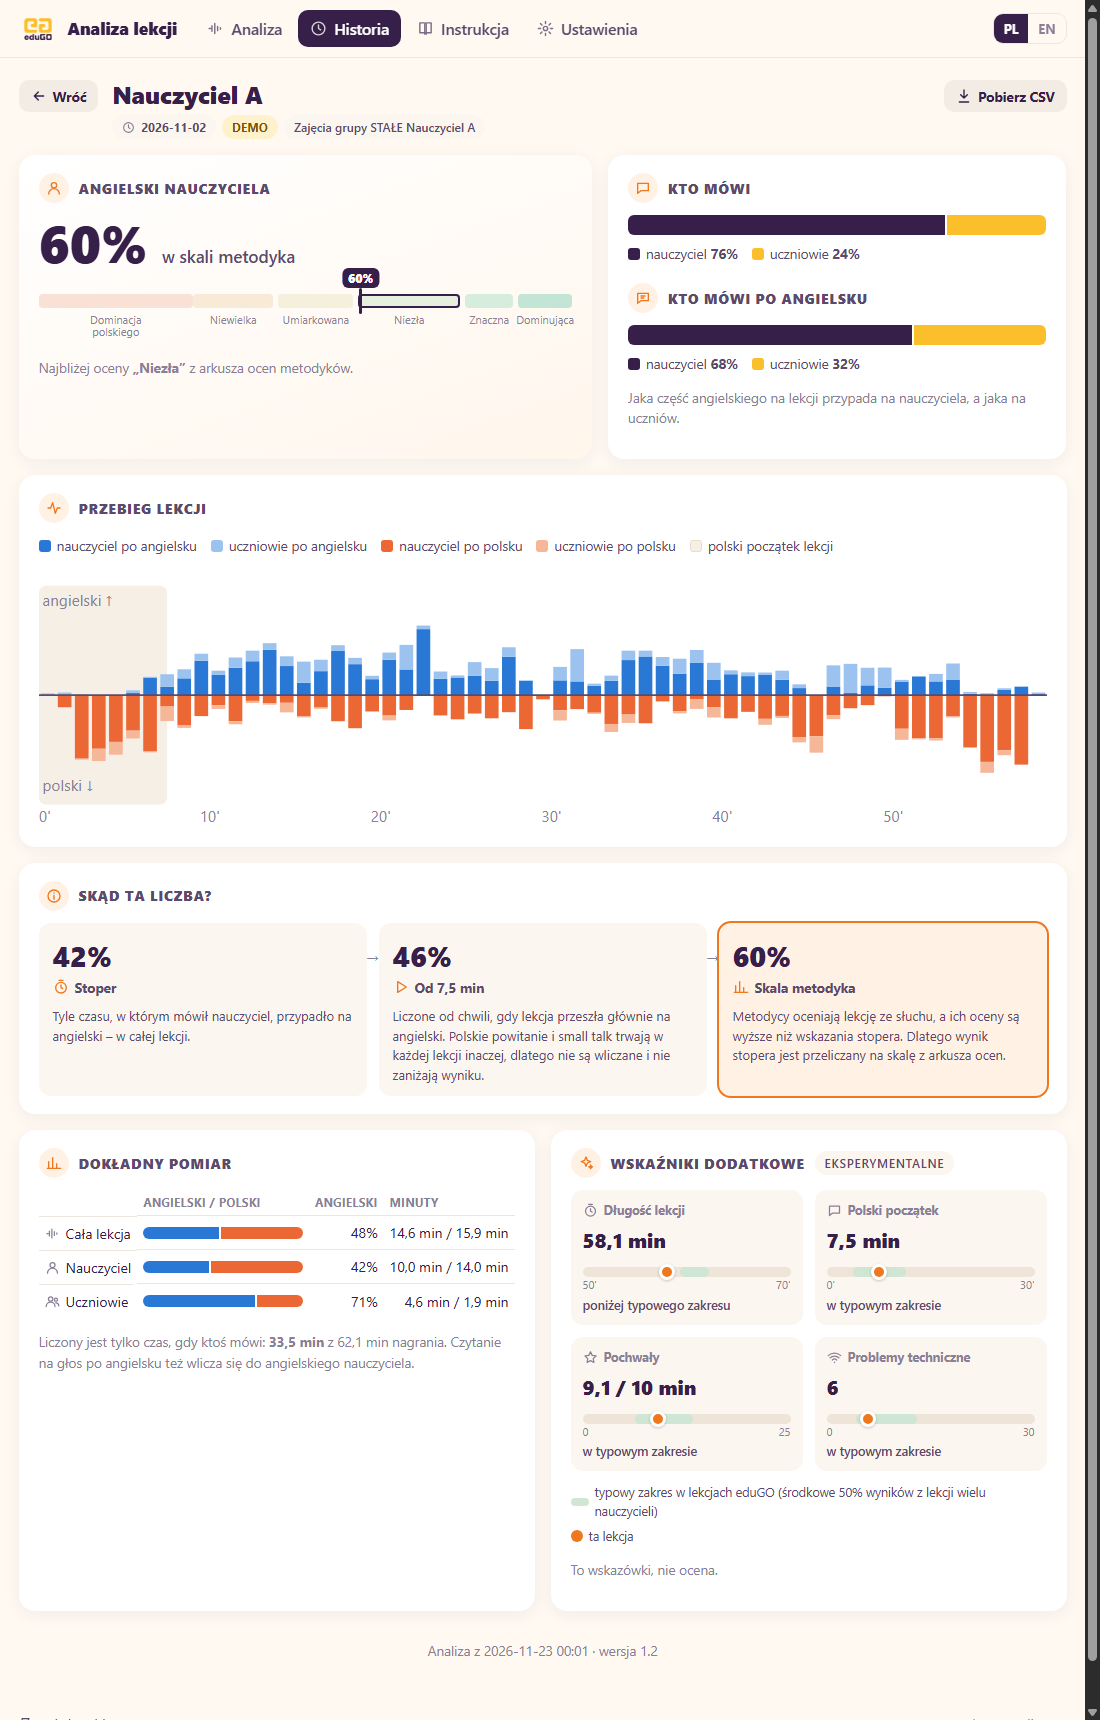 eduGO
Analiza lekcji
Analiza
Historia
Instrukcja
Ustawienia
PL
EN
← Wróć
Nauczyciel A
Pobierz CSV
2026-11-02
DEMO
Zajęcia grupy STAŁE Nauczyciel A
ANGIELSKI NAUCZYCIELA
60% w skali metodyka
60%
Dominacja
polskiego
Niewielka
Umiarkowana
Niezła
Znaczna
Dominująca
Najbliżej oceny „Niezła” z arkusza ocen metodyków.
KTO MÓWI
nauczyciel 76%
uczniowie 24%
KTO MÓWI PO ANGIELSKU
nauczyciel 68%
uczniowie 32%
Jaka część angielskiego na lekcji przypada na nauczyciela, a jaka na
uczniów.
PRZEBIEG LEKCJI
nauczyciel po angielsku
uczniowie po angielsku
nauczyciel po polsku
uczniowie po polsku
polski początek lekcji
angielski ↑
polski ↓
0'
10'
20'
30'
40'
50'
SKĄD TA LICZBA?
42%
Stoper
Tyle czasu, w którym mówił nauczyciel, przypadło na
angielski – w całej lekcji.
→
46%
Od 7,5 min
Liczone od chwili, gdy lekcja przeszła głównie na
angielski. Polskie powitanie i small talk trwają w
każdej lekcji inaczej, dlatego nie są wliczane i nie
zaniżają wyniku.
→
60%
Skala metodyka
Metodycy oceniają lekcję ze słuchu, a ich oceny są
wyższe niż wskazania stopera. Dlatego wynik
stopera jest przeliczany na skalę z arkusza ocen.
DOKŁADNY POMIAR
ANGIELSKI / POLSKI
ANGIELSKI
MINUTY
Cała lekcja
48%
14,6 min / 15,9 min
Nauczyciel
42%
10,0 min / 14,0 min
Uczniowie
71%
4,6 min / 1,9 min
Liczony jest tylko czas, gdy ktoś mówi: 33,5 min z 62,1 min nagrania. Czytanie
na głos po angielsku też wlicza się do angielskiego nauczyciela.
WSKAŹNIKI DODATKOWE
EKSPERYMENTALNE
Długość lekcji
58,1 min
50'
70'
poniżej typowego zakresu
Polski początek
7,5 min
0'
30'
w typowym zakresie
Pochwały
9,1 / 10 min
0
25
w typowym zakresie
Problemy techniczne
6
0
30
w typowym zakresie
typowy zakres w lekcjach eduGO (środkowe 50% wyników z lekcji wielu
nauczycieli)
ta lekcja
To wskazówki, nie ocena.
Analiza z 2026-11-23 00:01 · wersja 1.2